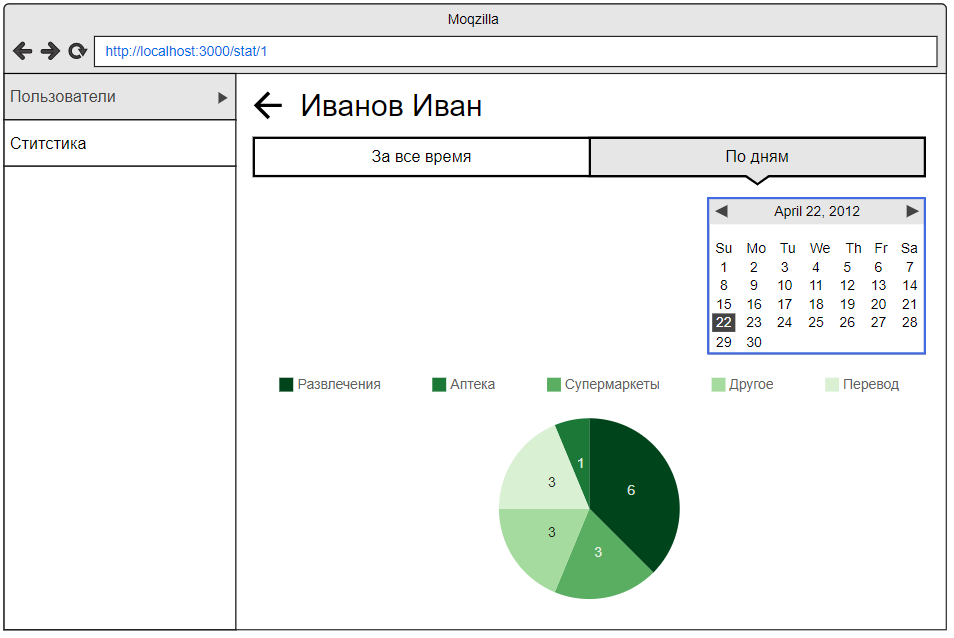 Moqzilla
http://localhost:3000/stat/1
Пользователи
Ститстика
Иванов Иван
За все время
По дням
April 22, 2012
Su Mo Tu We Th Fr Sa
1 2 3 4 5 6 7
8 9 10 11 12 13 14
15 16 17 18 19 20 21
22 23 24 25 26 27 28
29 30
Развлечения Аптека Супермаркеты Другое Перевод
1
3
6
3
3